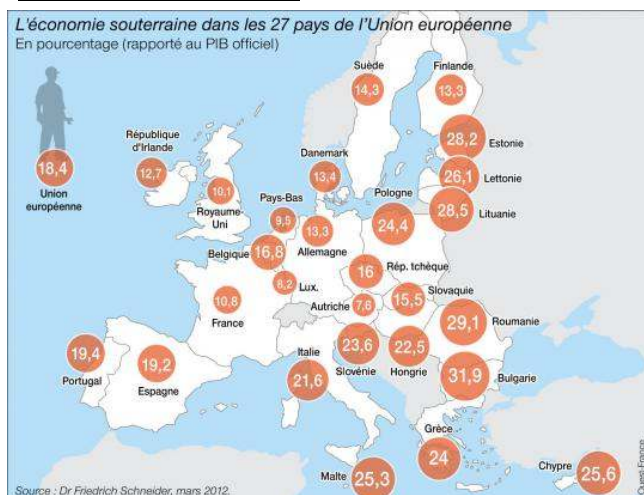 L'économie souterraine dans les 27 pays de l'Union européenne
En pourcentage (rapporté au PIB officiel)
Suède
14,3
Finlande
13,3
République
d'Irlande
12,7
18,4
Union
européenne
10,1
Royaume-
Uni
Danemark
13,4
28,2
Estonie
26,1
Lettonie
28,5
Lituanie
Pays-Bas
Pologne
24,4
13,3
Allemagne
Belgique
16,8
Lux.
16
Rép. tchèque
Autriche
7,6
15,5
Slovaquie
10,8
France
29,1
Roumanie
23,6
Slovénie
22,5
Hongrie
19,4
Portugal
19,2
Espagne
Italie
21,6
31,9
Bulgarie
Grèce
24
Malte
25,3
Chypre
25,6
Source : Dr Friedrich Schneider, mars 2012.